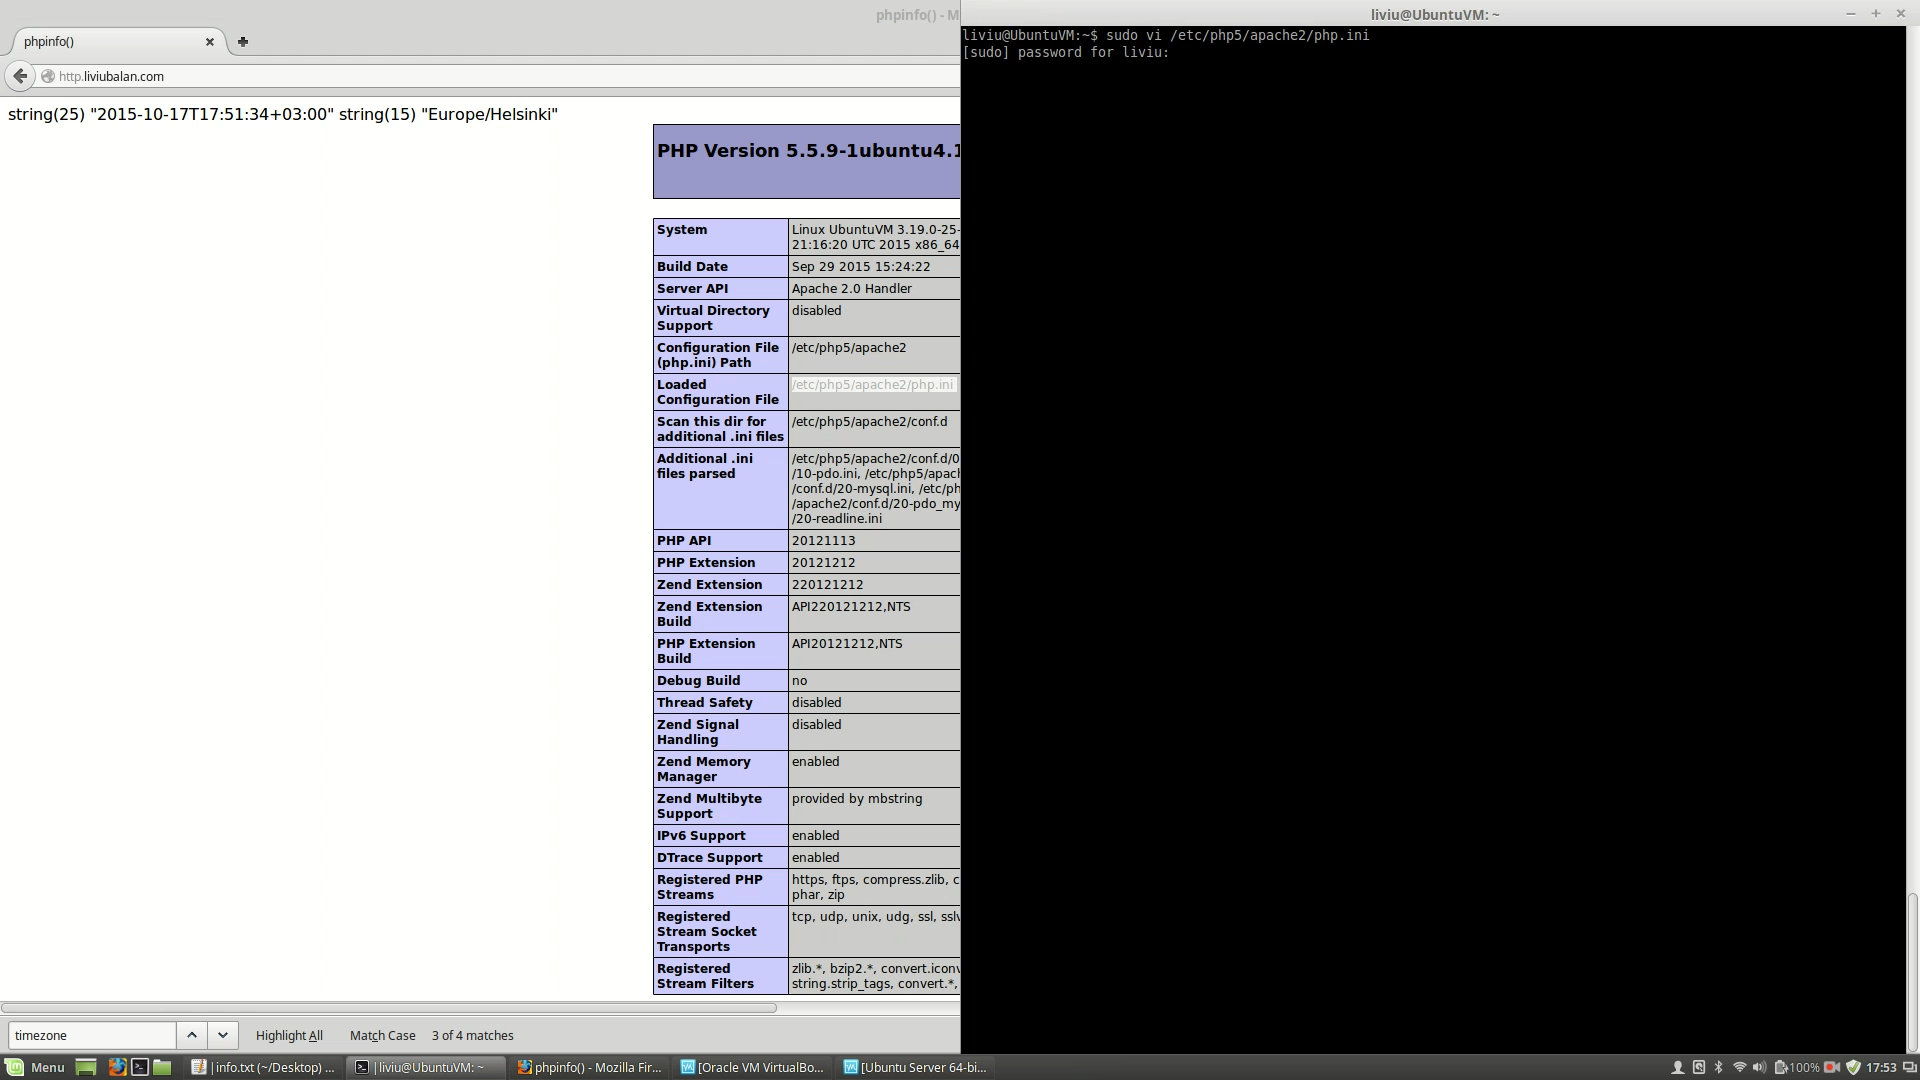 phpinfo() - M
liviu@UbuntuVM: ~
phpinfo()
http.liviubalan.com
string(25) "2015-10-17T17:51:34+03:00" string(15) "Europe/Helsinki"
PHP Version 5.5.9-1ubuntu4.1
System
Linux UbuntuVM 3.19.0-25-
21:16:20 UTC 2015 x86_64
Build Date
Sep 29 2015 15:24:22
Server API
Apache 2.0 Handler
Virtual Directory
Support
disabled
Configuration File
(php.ini) Path
/etc/php5/apache2
Loaded
Configuration File
/etc/php5/apache2/php.ini
Scan this dir for
additional .ini files
/etc/php5/apache2/conf.d
Additional .ini
files parsed
/etc/php5/apache2/conf.d/0
/10-pdo.ini, /etc/php5/apach
/conf.d/20-mysql.ini, /etc/ph
/apache2/conf.d/20-pdo_my
/20-readline.ini
PHP API
20121113
PHP Extension
20121212
Zend Extension
220121212
Zend Extension
Build
API220121212,NTS
PHP Extension
Build
API20121212,NTS
Debug Build
no
Thread Safety
disabled
Zend Signal
Handling
disabled
Zend Memory
Manager
enabled
Zend Multibyte
Support
provided by mbstring
IPv6 Support
enabled
DTrace Support
enabled
Registered PHP
Streams
https, ftps, compress.zlib, c
phar, zip
Registered
Stream Socket
Transports
tcp, udp, unix, udg, ssl, sslv
Registered
Stream Filters
zlib.*, bzip2.*, convert.iconv
string.strip_tags, convert.*,
timezone
Highlight All
Match Case
3 of 4 matches
liviu@UbuntuVM:~$ sudo vi /etc/php5/apache2/php.ini
[sudo] password for liviu:
Menu
info.txt (~/Desktop) ...
liviu@UbuntuVM: ~
phpinfo() - Mozilla Fir...
[Oracle VM VirtualBo...
[Ubuntu Server 64-bi...
100%
17:53